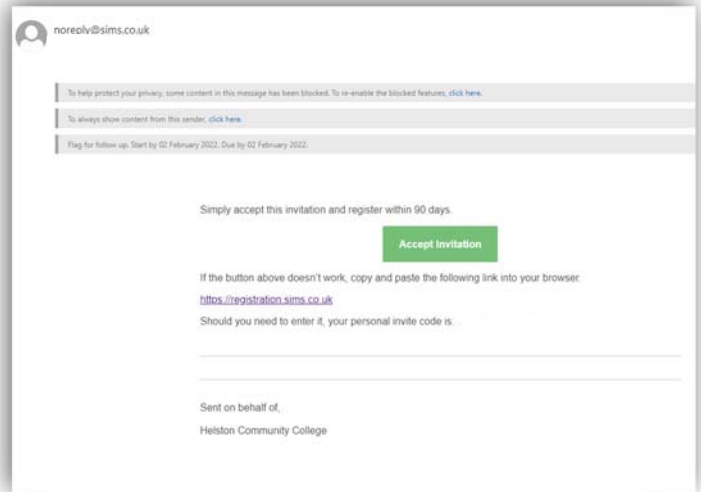 noreply@sims.co.uk
To help protect your privacy, some content in this message has been blocked. To re-enable the blocked features, click here.
To always show content from this sender, click here.
Flag for follow up. Start by 02 February 2022. Due by 02 February 2022.
Simply accept this invitation and register within 90 days.
Accept Invitation
If the button above doesn't work, copy and paste the following link into your browser.
https://registration.sims.co.uk
Should you need to enter it, your personal invite code is:
Sent on behalf of,
Helston Community College